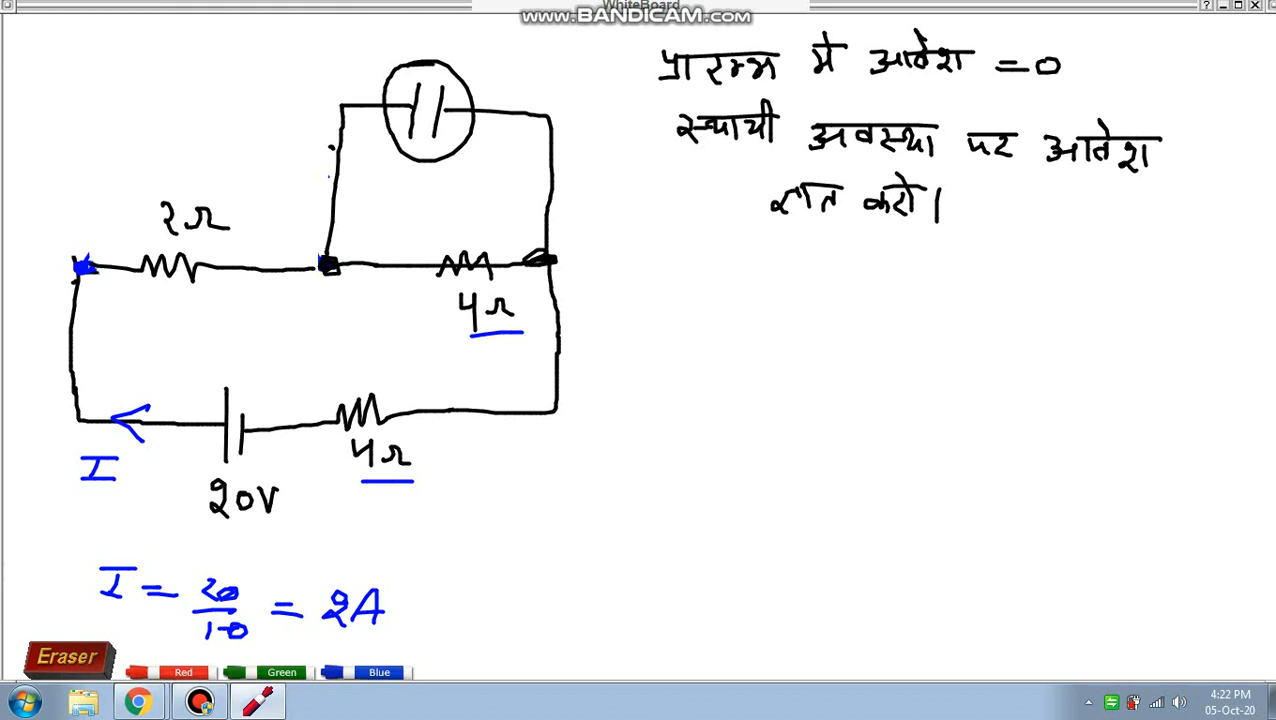 WhiteBoard
www.BANDICAM.com
प्रारम्भ मे आवेश = 0
स्थायी अवस्था पर आवेश
ज्ञात करो।
2Ω
4Ω
4Ω
I
20V
I = 20/10 = 2A
Eraser
Red
Green
Blue
4:22 PM
05-Oct-20